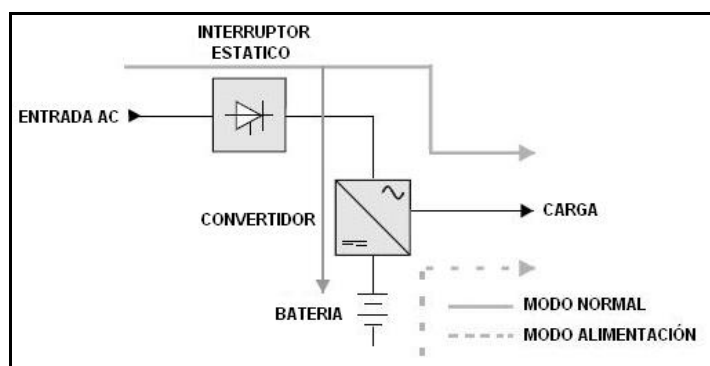 INTERRUPTOR
ESTATICO
ENTRADA AC
CONVERTIDOR
CARGA
BATERIA
MODO NORMAL
MODO ALIMENTACIÓN